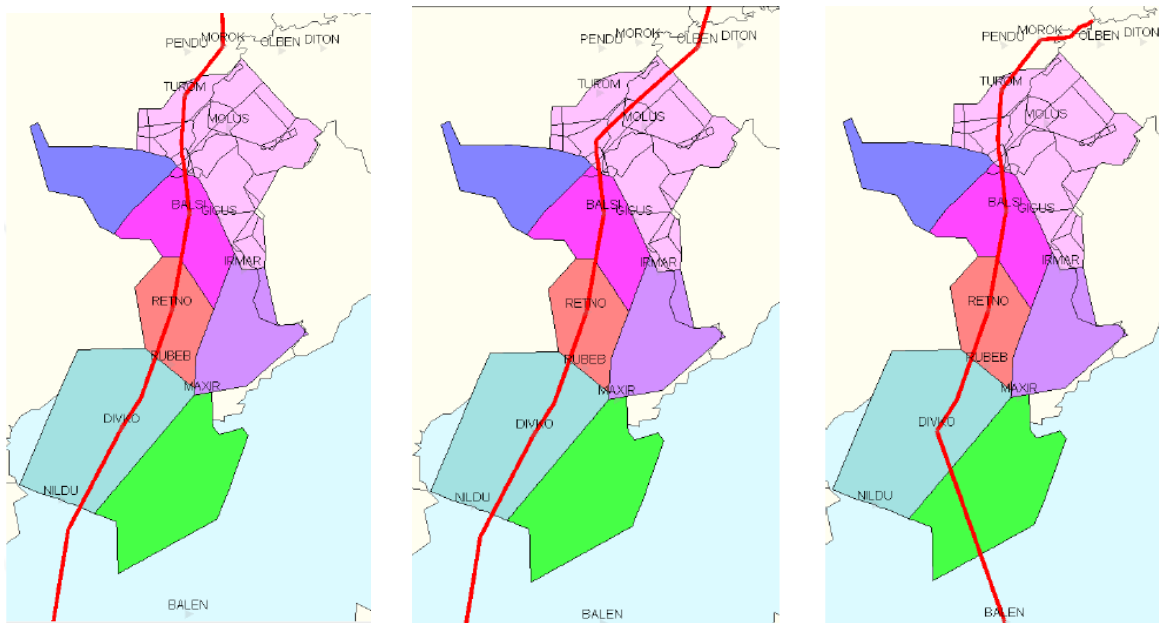 MOROK
PENDU OLBEN DITON
TUROM
MOLUS
BALSI
GIGUS
IRMAR
RETNO
RUBEB
MAXIR
DIVKO
NILDU
BALEN
MOROK
PENDU OLBEN DITON
TUROM
MOLUS
BALSI
GIGUS
IRMAR
RETNO
RUBEB
MAXIR
DIVKO
NILDU
BALEN
MOROK
PENDU OLBEN DITON
TUROM
MOLUS
BALSI
GIGUS
IRMAR
RETNO
RUBEB
MAXIR
DIVKO
NILDU
BALEN